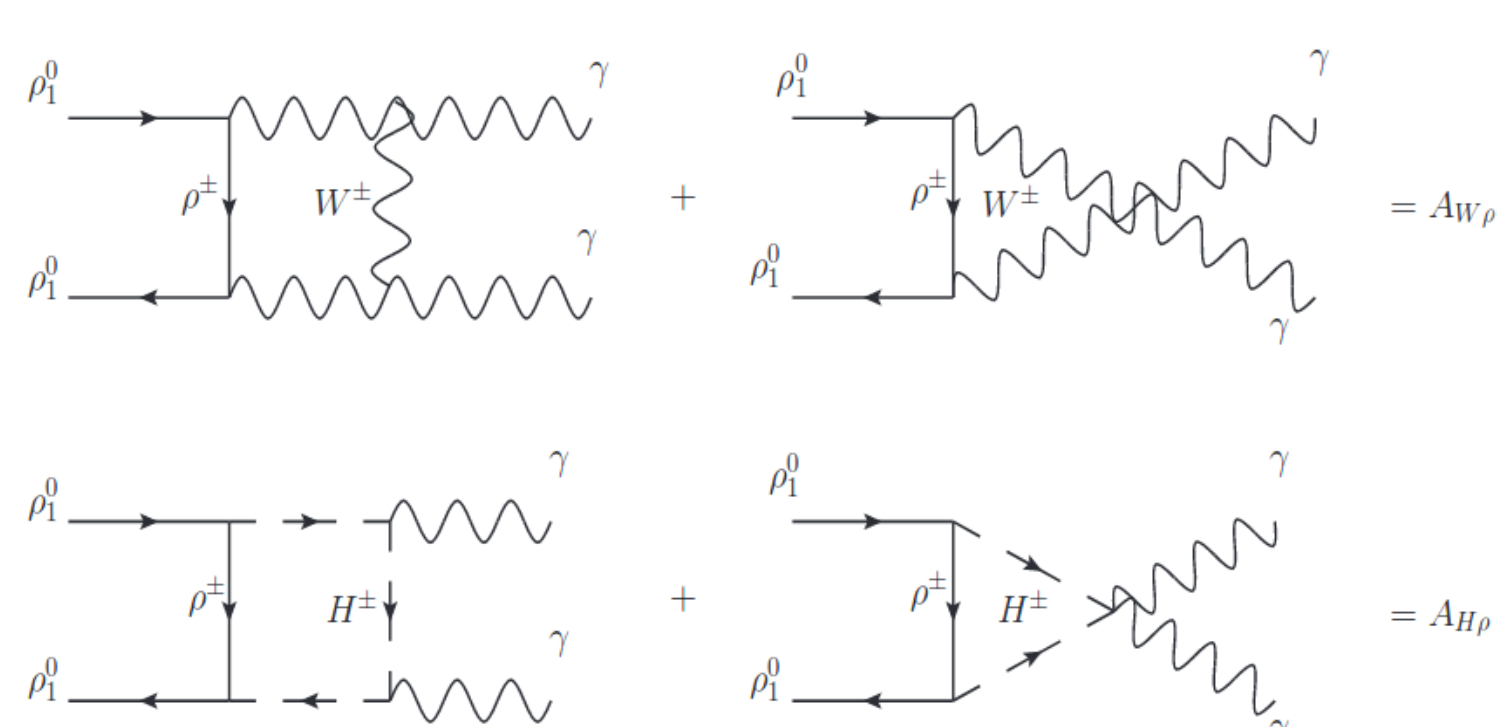 ρ₁⁰ γ ρ₁⁰ γ
ρ± W± + ρ± W± = A_{Wρ}
ρ₁⁰ γ ρ₁⁰ γ
ρ₁⁰ γ ρ₁⁰ γ
ρ± H± + ρ± H± = A_{Hρ}
ρ₁⁰ γ ρ₁⁰